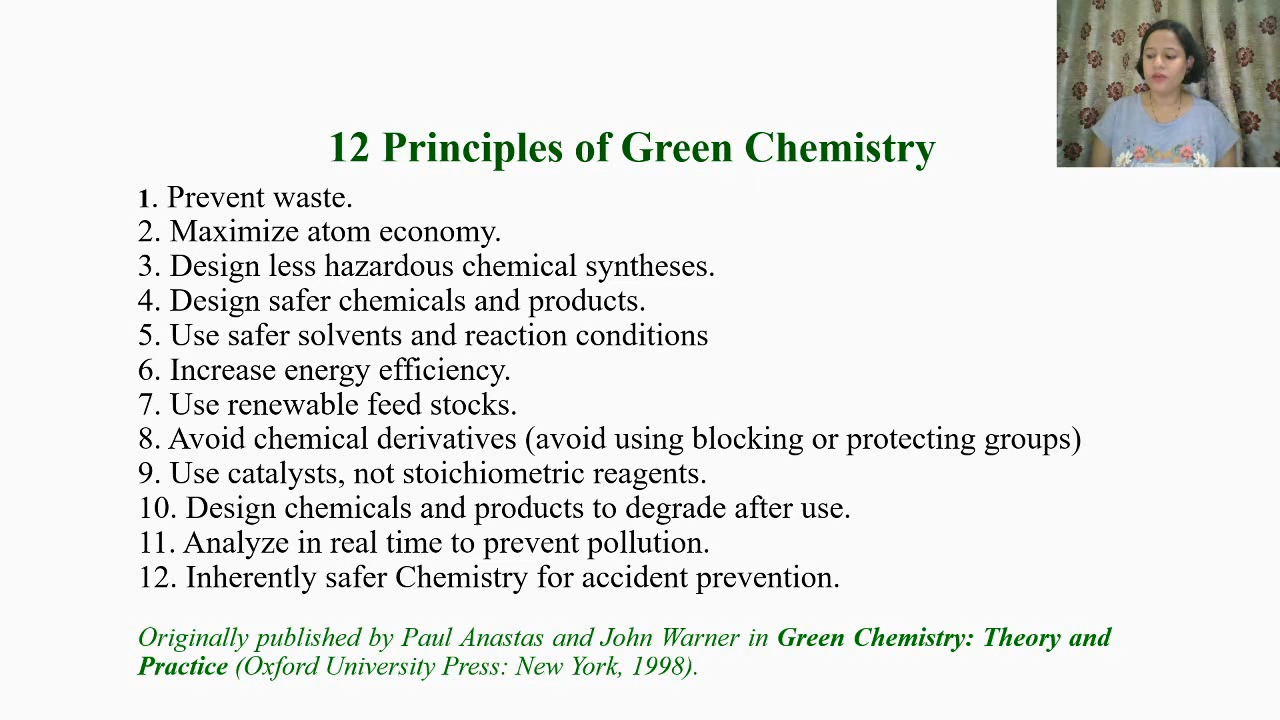 12 Principles of Green Chemistry
1. Prevent waste.
2. Maximize atom economy.
3. Design less hazardous chemical syntheses.
4. Design safer chemicals and products.
5. Use safer solvents and reaction conditions
6. Increase energy efficiency.
7. Use renewable feed stocks.
8. Avoid chemical derivatives (avoid using blocking or protecting groups)
9. Use catalysts, not stoichiometric reagents.
10. Design chemicals and products to degrade after use.
11. Analyze in real time to prevent pollution.
12. Inherently safer Chemistry for accident prevention.
Originally published by Paul Anastas and John Warner in Green Chemistry: Theory and
Practice (Oxford University Press: New York, 1998).